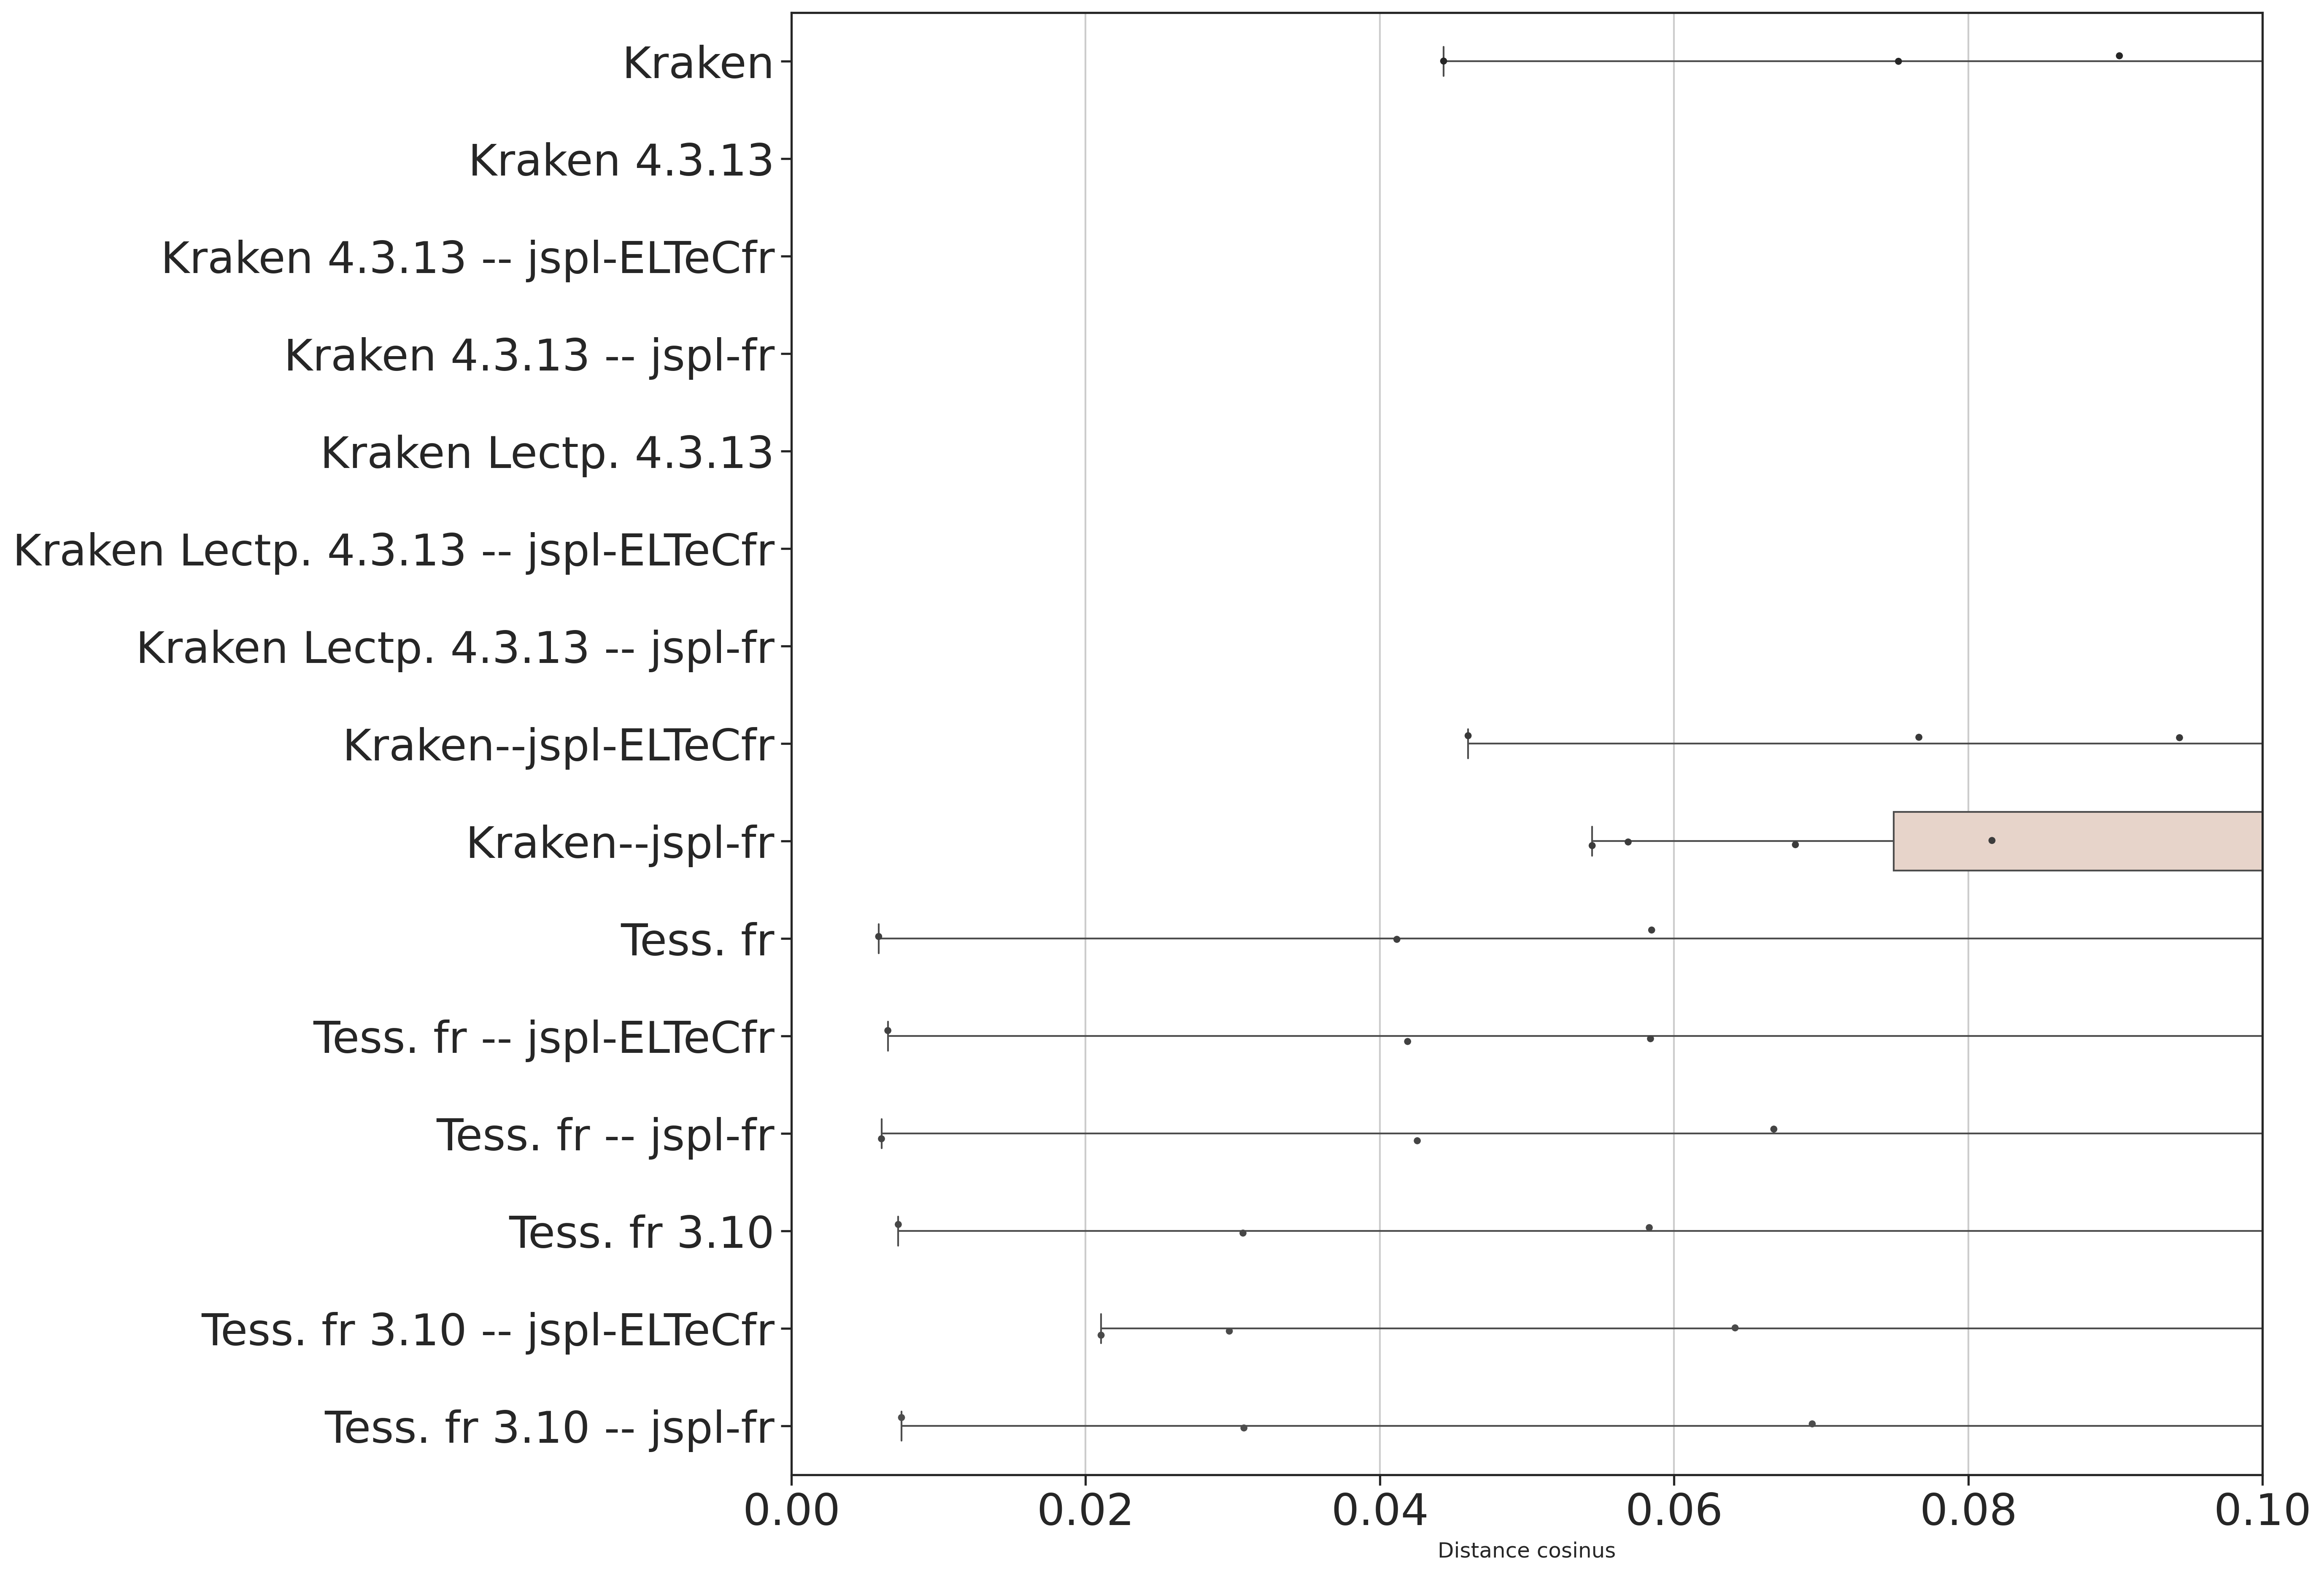 Kraken
Kraken 4.3.13
Kraken 4.3.13 -- jspl-ELTeCfr
Kraken 4.3.13 -- jspl-fr
Kraken Lectp. 4.3.13
Kraken Lectp. 4.3.13 -- jspl-ELTeCfr
Kraken Lectp. 4.3.13 -- jspl-fr
Kraken--jspl-ELTeCfr
Kraken--jspl-fr
Tess. fr
Tess. fr -- jspl-ELTeCfr
Tess. fr -- jspl-fr
Tess. fr 3.10
Tess. fr 3.10 -- jspl-ELTeCfr
Tess. fr 3.10 -- jspl-fr
0.00 0.02 0.04 0.06 0.08 0.10
Distance cosinus